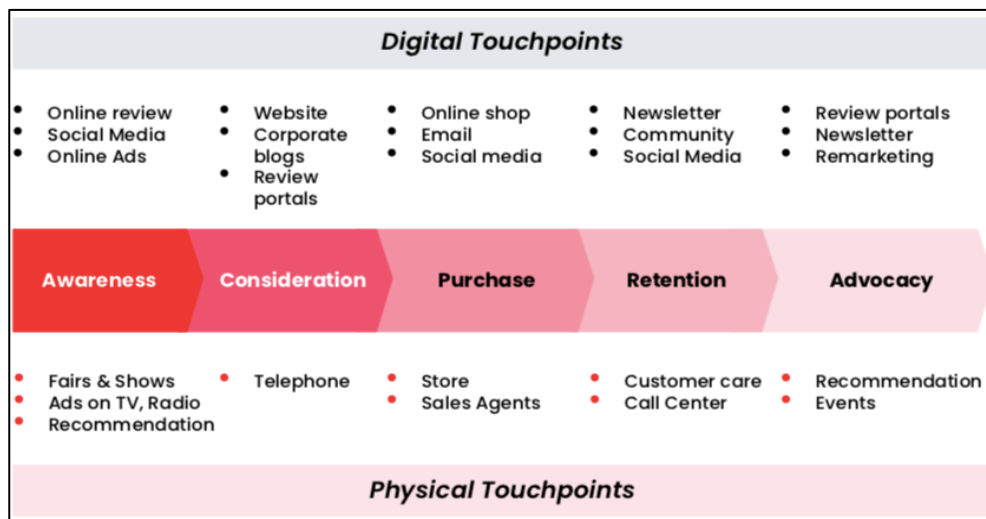 Digital Touchpoints
• Online review
• Social Media
• Online Ads
• Website
• Corporate
blogs
• Review
portals
• Online shop
• Email
• Social media
• Newsletter
• Community
• Social Media
• Review portals
• Newsletter
• Remarketing
Awareness
Consideration
Purchase
Retention
Advocacy
• Fairs & Shows
• Ads on TV, Radio
• Recommendation
• Telephone
• Store
• Sales Agents
• Customer care
• Call Center
• Recommendation
• Events
Physical Touchpoints